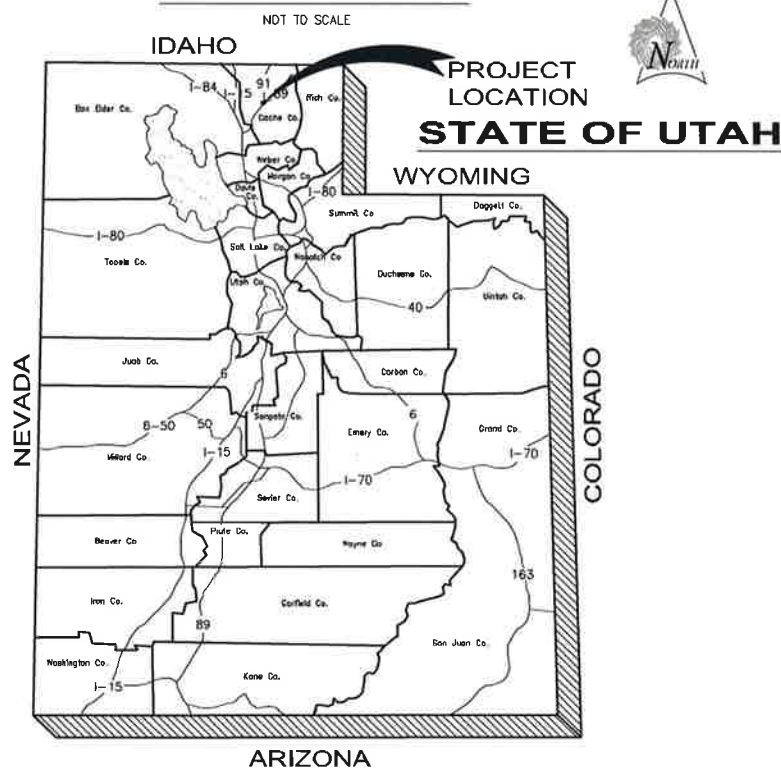 NOT TO SCALE
IDAHO
NORTH
PROJECT
LOCATION
STATE OF UTAH
WYOMING
I-84
I-15
91
89
Rich Co.
Box Elder Co.
Cache Co.
Weber Co.
Morgan Co.
Davis
Co.
I-80
Summit Co
Daggett Co.
I-80
Salt Lake Co.
Tooele Co.
Wasatch Co
Duchesne Co.
Uintah Co.
Utah Co.
40
Juab Co.
Carbon Co.
6
NEVADA
COLORADO
6-50
50
Sanpete Co.
6
Emery Co.
Grand Co.
I-15
Millard Co.
I-70
I-70
Sevier Co.
Beaver Co
Piute Co.
Wayne Co
163
Iron Co.
Garfield Co.
89
San Juan Co.
Washington Co.
Kane Co.
I-15
ARIZONA